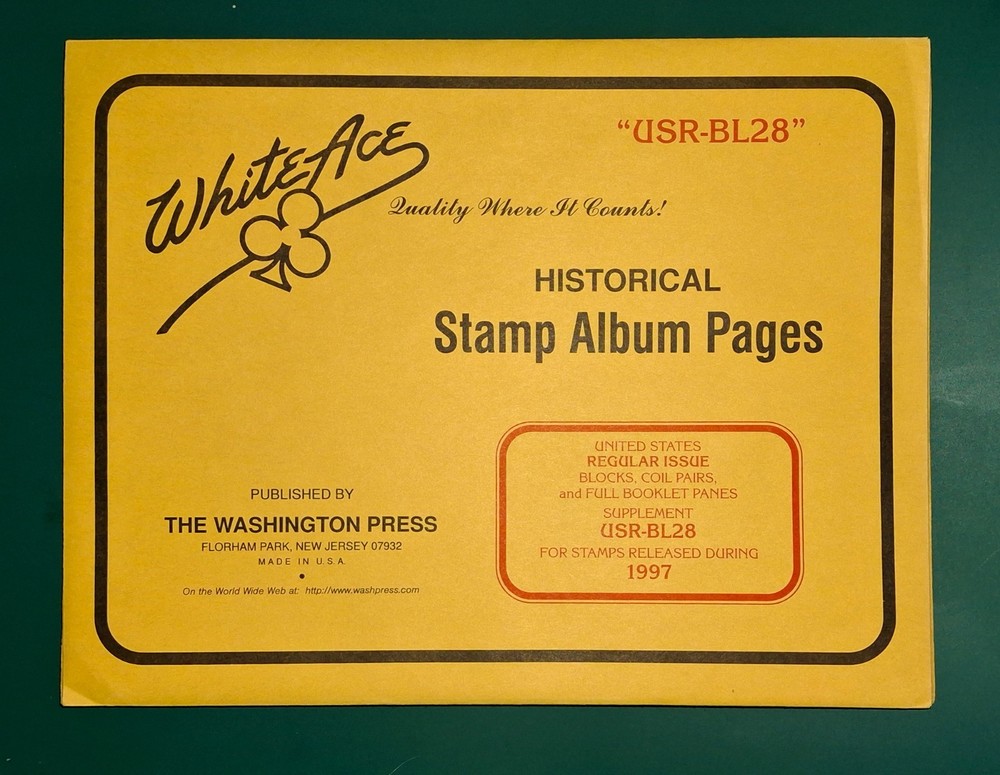 WhiteAce
"USR-BL28"
Quality Where It Counts!
HISTORICAL
Stamp Album Pages
PUBLISHED BY
THE WASHINGTON PRESS
FLORHAM PARK, NEW JERSEY 07932
MADE IN U.S.A.
On the World Wide Web at: http://www.washpress.com
UNITED STATES
REGULAR ISSUE
BLOCKS, COIL PAIRS,
and FULL BOOKLET PANES
SUPPLEMENT
USR-BL28
FOR STAMPS RELEASED DURING
1997